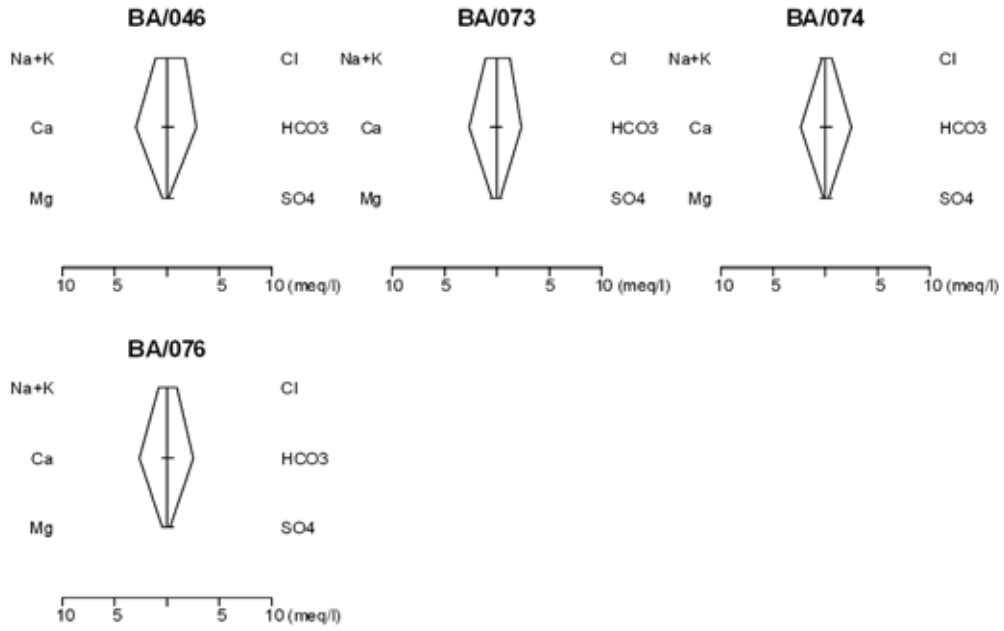 BA/046 BA/073 BA/074
Na+K Cl Na+K Cl Na+K Cl
Ca HCO3 Ca HCO3 Ca HCO3
Mg SO4 Mg SO4 Mg SO4
10 5 5 10 (meq/l) 10 5 5 10 (meq/l) 10 5 5 10 (meq/l)
BA/076
Na+K Cl
Ca HCO3
Mg SO4
10 5 5 10 (meq/l)